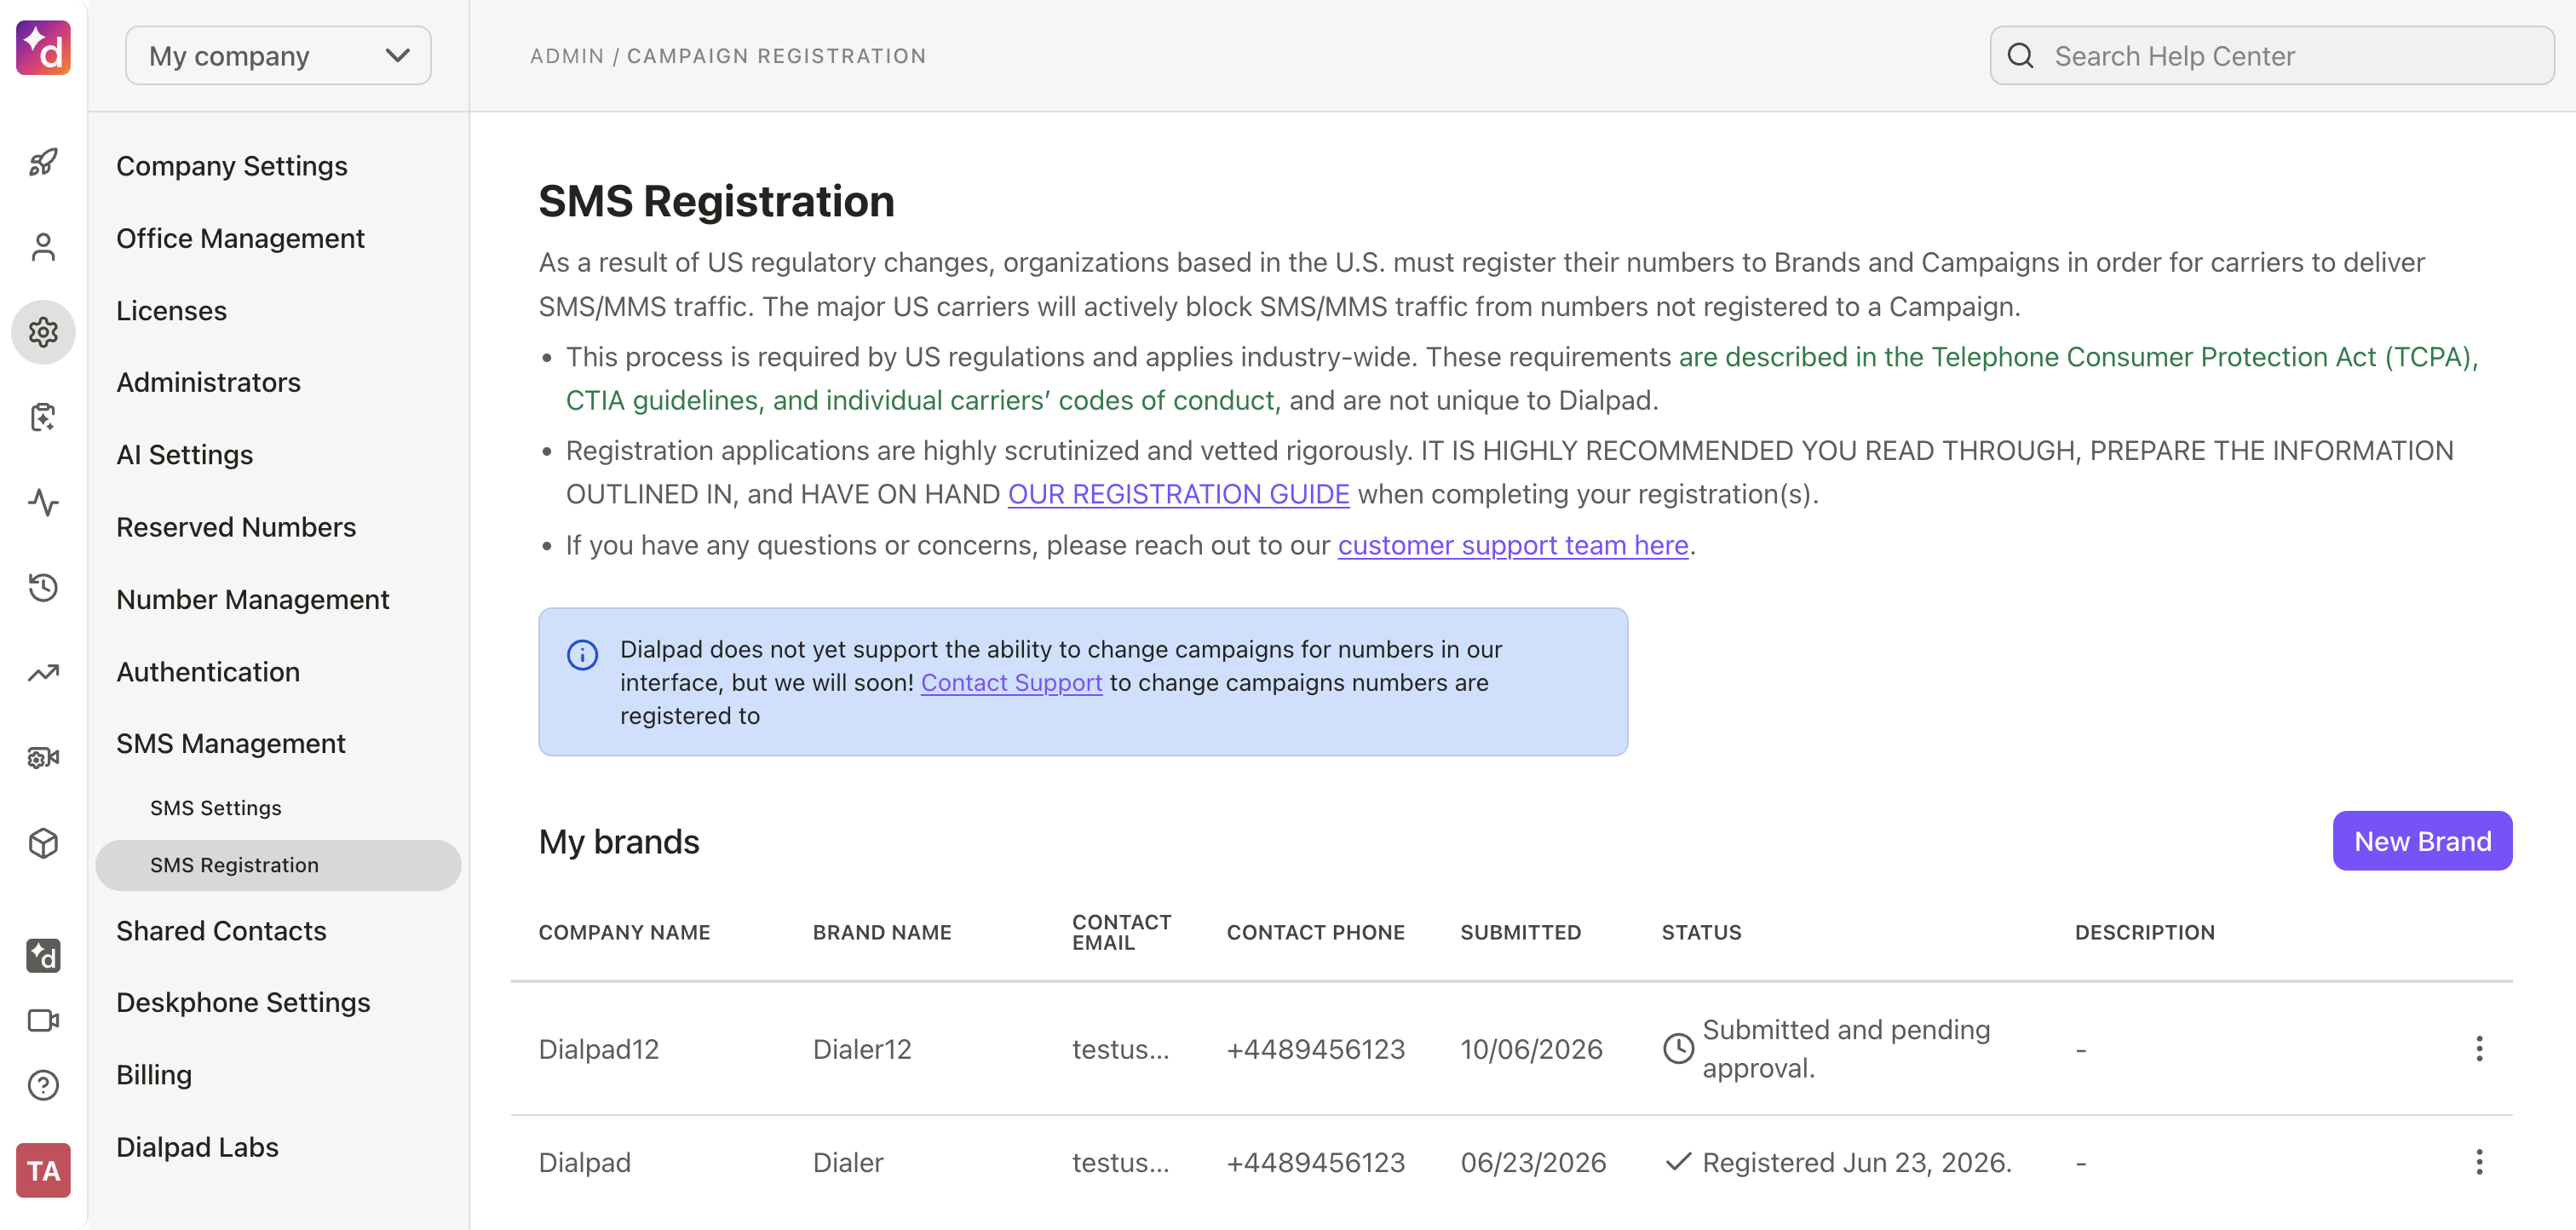 d
My company
ADMIN / CAMPAIGN REGISTRATION
Search Help Center
Company Settings
Office Management
Licenses
Administrators
AI Settings
Reserved Numbers
Number Management
Authentication
SMS Management
SMS Settings
SMS Registration
Shared Contacts
Deskphone Settings
Billing
Dialpad Labs
d
TA
SMS Registration
As a result of US regulatory changes, organizations based in the U.S. must register their numbers to Brands and Campaigns in order for carriers to deliver
SMS/MMS traffic. The major US carriers will actively block SMS/MMS traffic from numbers not registered to a Campaign.
• This process is required by US regulations and applies industry-wide. These requirements are described in the Telephone Consumer Protection Act (TCPA),
CTIA guidelines, and individual carriers’ codes of conduct, and are not unique to Dialpad.
• Registration applications are highly scrutinized and vetted rigorously. IT IS HIGHLY RECOMMENDED YOU READ THROUGH, PREPARE THE INFORMATION
OUTLINED IN, and HAVE ON HAND OUR REGISTRATION GUIDE when completing your registration(s).
• If you have any questions or concerns, please reach out to our customer support team here.
Dialpad does not yet support the ability to change campaigns for numbers in our
interface, but we will soon! Contact Support to change campaigns numbers are
registered to
My brands
New Brand
COMPANY NAME BRAND NAME CONTACT EMAIL CONTACT PHONE SUBMITTED STATUS DESCRIPTION
Dialpad12 Dialer12 testus... +4489456123 10/06/2026 Submitted and pending approval. -
Dialpad Dialer testus... +4489456123 06/23/2026 Registered Jun 23, 2026. -